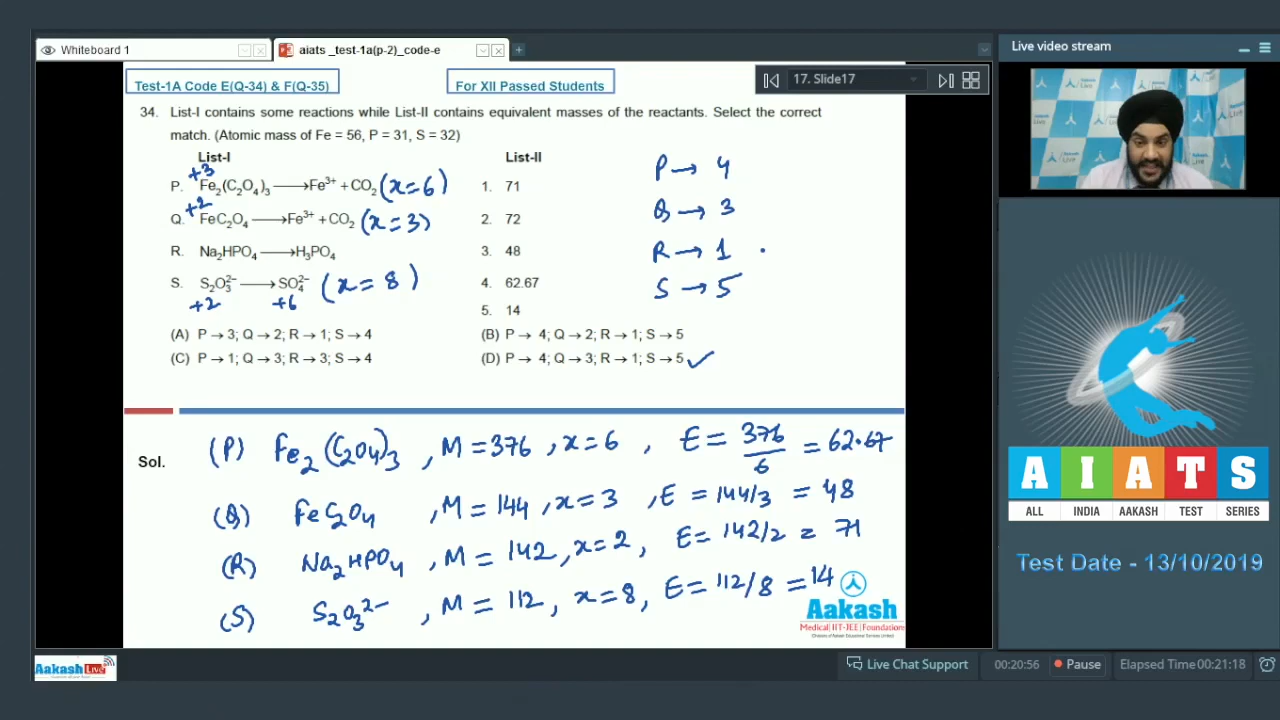 Whiteboard 1
aiats _test-1a(p-2)_code-e
Live video stream
Test-1A Code E(Q-34) & F(Q-35)
For XII Passed Students
17. Slide17
34. List-I contains some reactions while List-II contains equivalent masses of the reactants. Select the correct
match. (Atomic mass of Fe = 56, P = 31, S = 32)
List-I List-II
+3
P. Fe₂(C₂O₄)₃ ⟶ Fe³⁺ + CO₂ (x=6) 1. 71
P → 4
+2
Q. FeC₂O₄ ⟶ Fe³⁺ + CO₂ (x=3) 2. 72
Q → 3
R. Na₂HPO₄ ⟶ H₃PO₄ 3. 48
R → 1
S. S₂O₃²⁻ ⟶ SO₄²⁻ (x=8) 4. 62.67
S → 5
+2 +6
5. 14
(A) P → 3; Q → 2; R → 1; S → 4 (B) P → 4; Q → 2; R → 1; S → 5
(C) P → 1; Q → 3; R → 3; S → 4 (D) P → 4; Q → 3; R → 1; S → 5 ✓
Sol.
(P) Fe₂(C₂O₄)₃, M = 376, x = 6, E = 376/6 = 62.67
(Q) FeC₂O₄, M = 144, x = 3, E = 144/3 = 48
(R) Na₂HPO₄, M = 142, x = 2, E = 142/2 = 71
(S) S₂O₃²⁻, M = 112, x = 8, E = 112/8 = 14
Aakash
Medical|IIT-JEE|Foundations
A I A T S
ALL INDIA AAKASH TEST SERIES
Test Date - 13/10/2019
Aakash Live
Live Chat Support
00:20:56
Pause
Elapsed Time 00:21:18